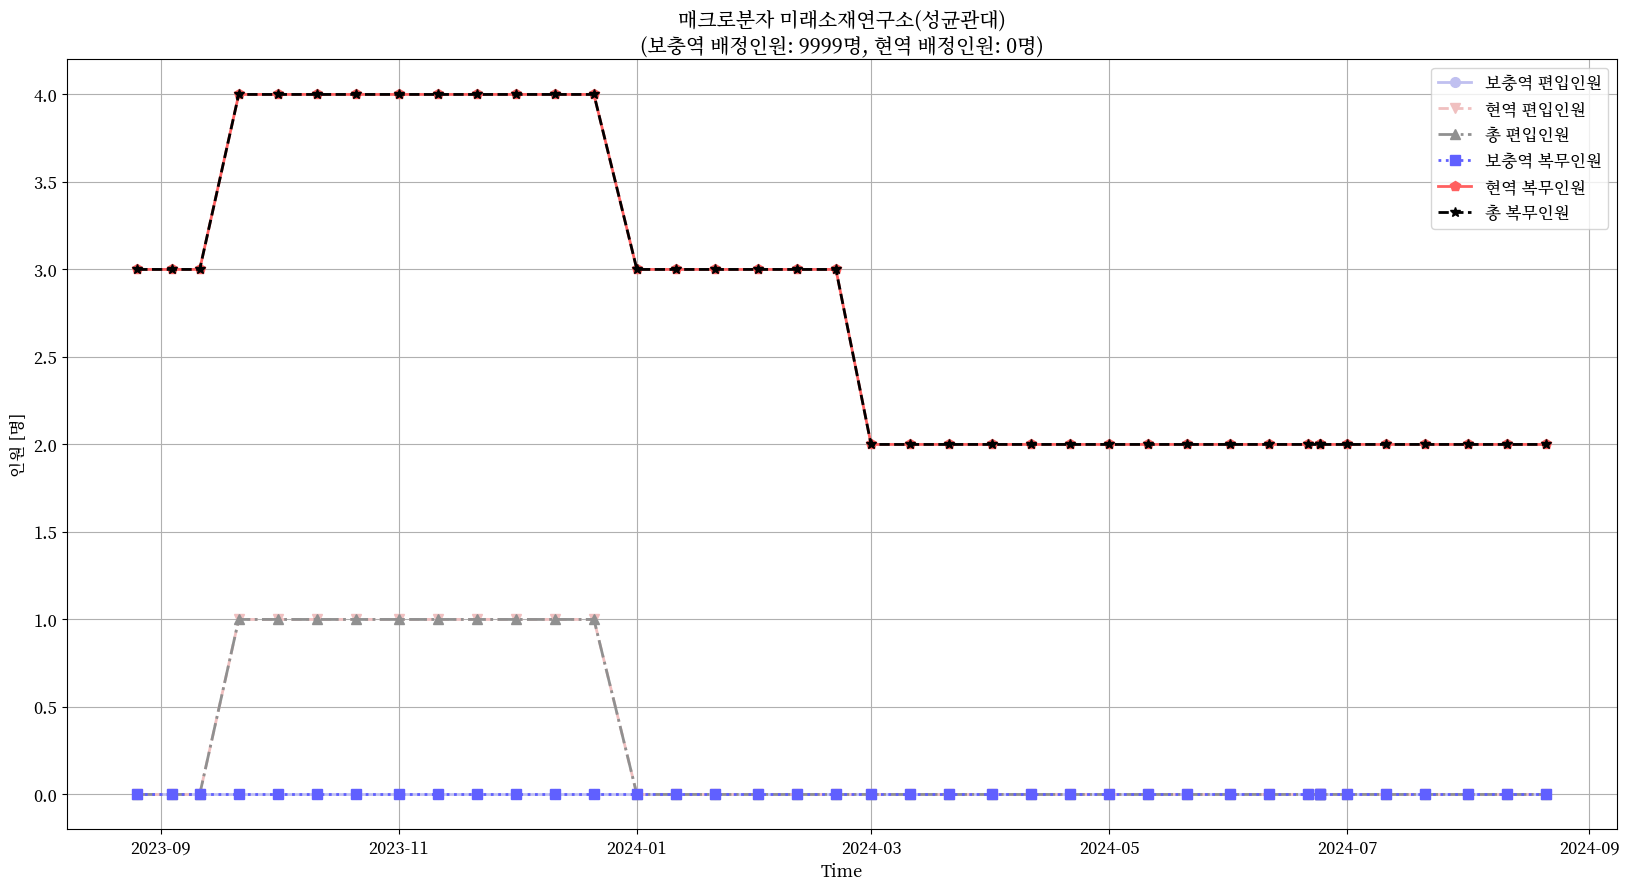 매크로분자 미래소재연구소(성균관대)
(보충역 배정인원: 9999명, 현역 배정인원: 0명)
보충역 편입인원
현역 편입인원
총 편입인원
보충역 복무인원
현역 복무인원
총 복무인원
4.0
3.5
3.0
2.5
2.0
1.5
1.0
0.5
0.0
인원 [명]
2023-09 2023-11 2024-01 2024-03 2024-05 2024-07 2024-09
Time